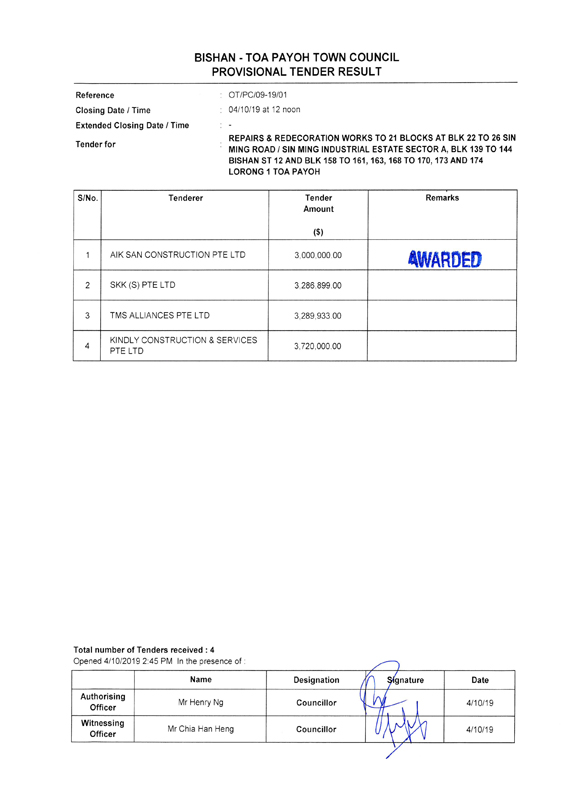 BISHAN - TOA PAYOH TOWN COUNCIL
PROVISIONAL TENDER RESULT
Reference : OT/PC/09-19/01
Closing Date / Time : 04/10/19 at 12 noon
Extended Closing Date / Time : -
Tender for : REPAIRS & REDECORATION WORKS TO 21 BLOCKS AT BLK 22 TO 26 SIN
MING ROAD / SIN MING INDUSTRIAL ESTATE SECTOR A, BLK 139 TO 144
BISHAN ST 12 AND BLK 158 TO 161, 163, 168 TO 170, 173 AND 174
LORONG 1 TOA PAYOH
S/No. Tenderer Tender Remarks
Amount
($)
1 AIK SAN CONSTRUCTION PTE LTD 3,000,000.00 AWARDED
2 SKK (S) PTE LTD 3,286,899.00
3 TMS ALLIANCES PTE LTD 3,289,933.00
4 KINDLY CONSTRUCTION & SERVICES 3,720,000.00
PTE LTD
Total number of Tenders received : 4
Opened 4/10/2019 2:45 PM In the presence of :
Name Designation Signature Date
Authorising
Officer Mr Henry Ng Councillor 4/10/19
Witnessing
Officer Mr Chia Han Heng Councillor 4/10/19